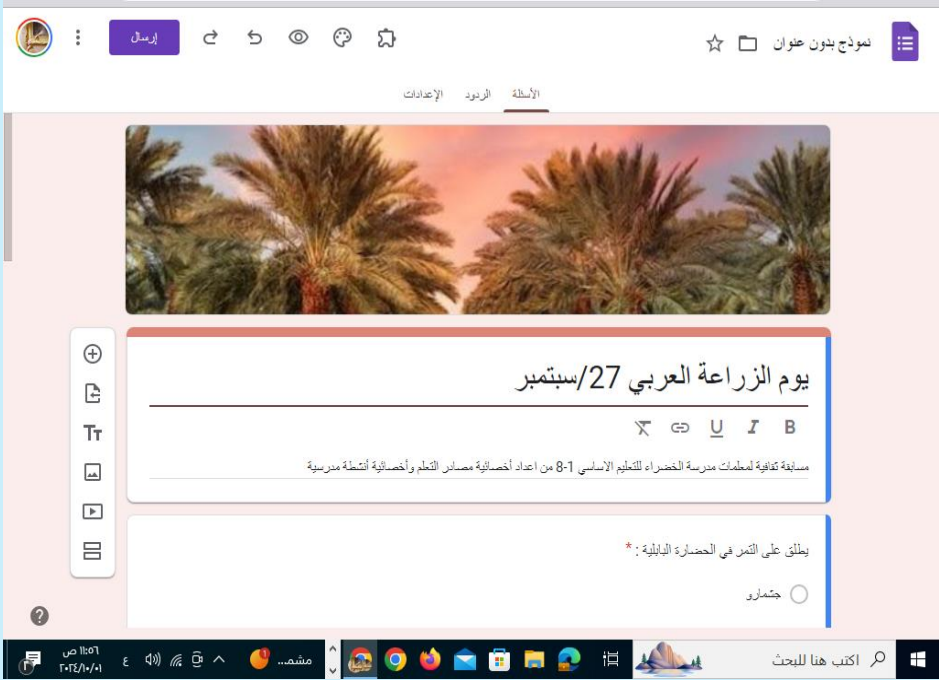 نموذج بدون عنوان
إرسال
الأسئلة الردود الإعدادات
يوم الزراعة العربي 27/سبتمبر
B I U
مسابقة ثقافية لمعلمات مدرسة الخضراء للتعليم الاساسي 1-8 من اعداد أخصائية مصادر التعلم وأخصائية أنشطة مدرسية
Tт
يطلق على التمر في الحضارة البابلية : *
جشمارو
اكتب هنا للبحث
مشمـ...
ع
١١:٥٦ ص
٢٠٢٤/١٠/٠١